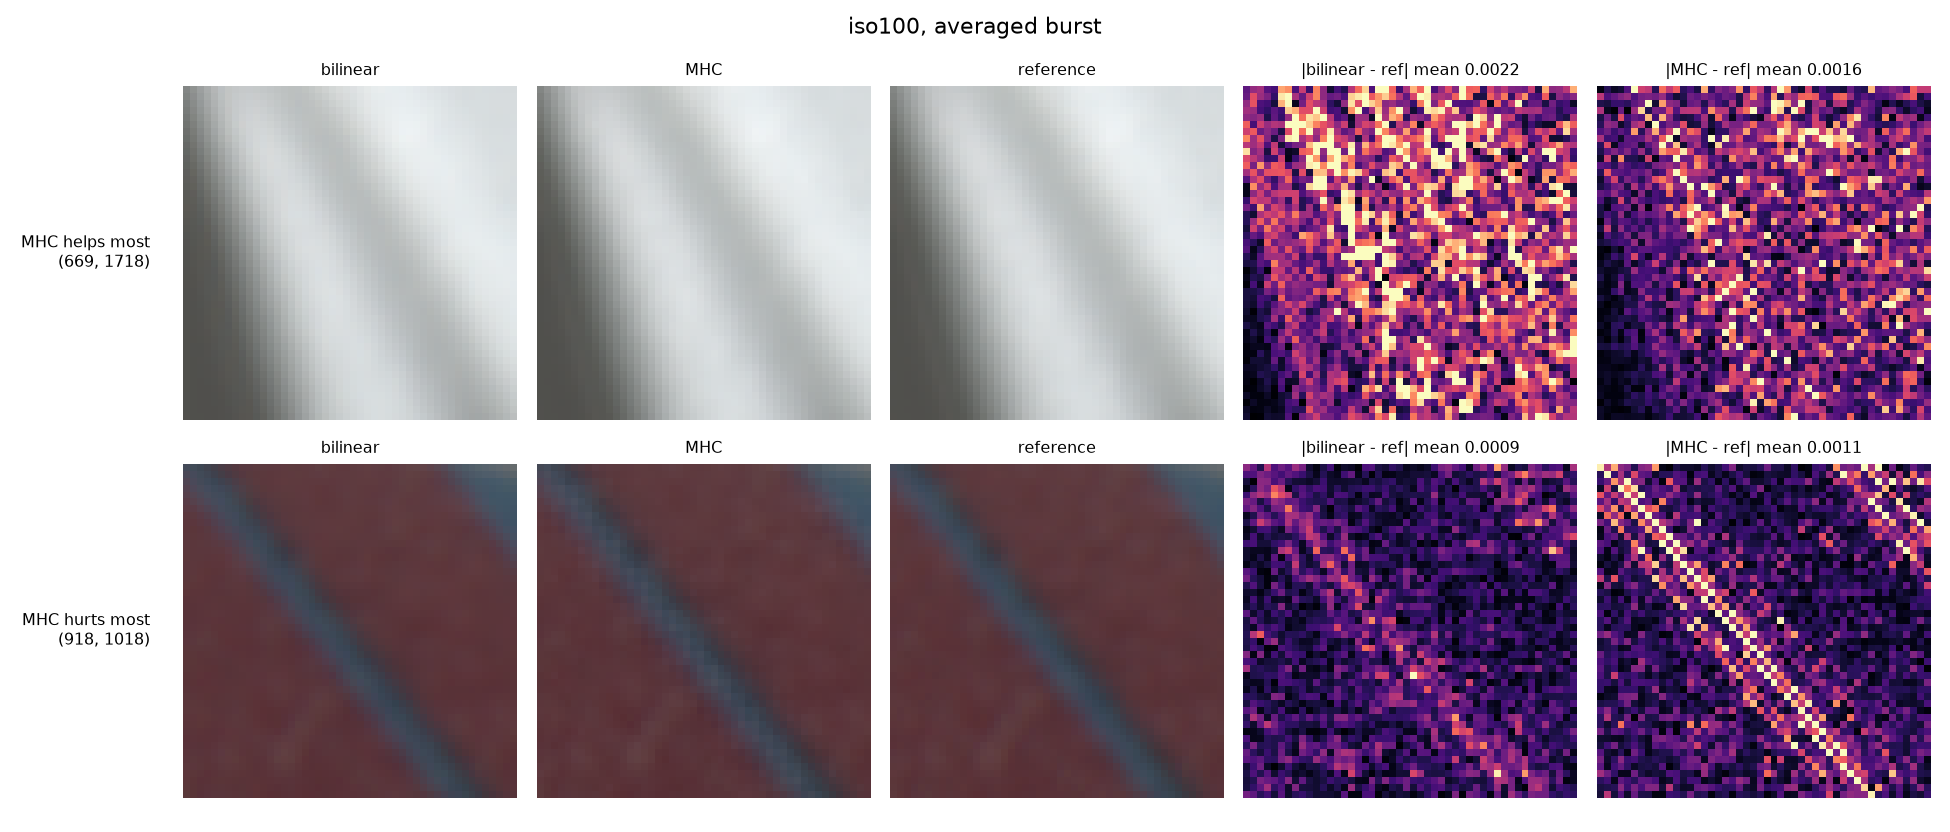 iso100, averaged burst
bilinear
MHC
reference
|bilinear - ref| mean 0.0022
|MHC - ref| mean 0.0016
MHC helps most
(669, 1718)
bilinear
MHC
reference
|bilinear - ref| mean 0.0009
|MHC - ref| mean 0.0011
MHC hurts most
(918, 1018)